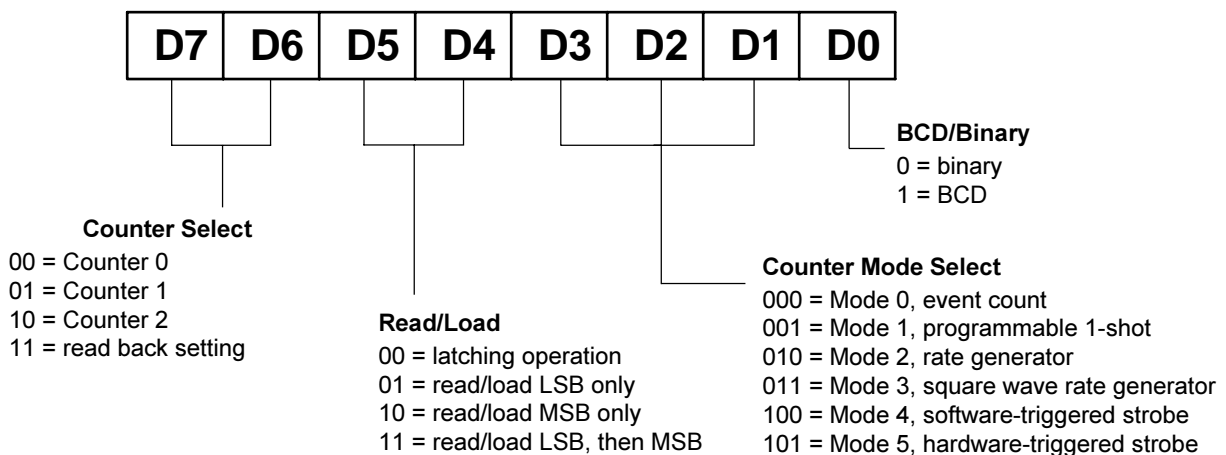 D7 D6 D5 D4 D3 D2 D1 D0
BCD/Binary
0 = binary
1 = BCD
Counter Select
00 = Counter 0
01 = Counter 1
10 = Counter 2
11 = read back setting
Read/Load
00 = latching operation
01 = read/load LSB only
10 = read/load MSB only
11 = read/load LSB, then MSB
Counter Mode Select
000 = Mode 0, event count
001 = Mode 1, programmable 1-shot
010 = Mode 2, rate generator
011 = Mode 3, square wave rate generator
100 = Mode 4, software-triggered strobe
101 = Mode 5, hardware-triggered strobe